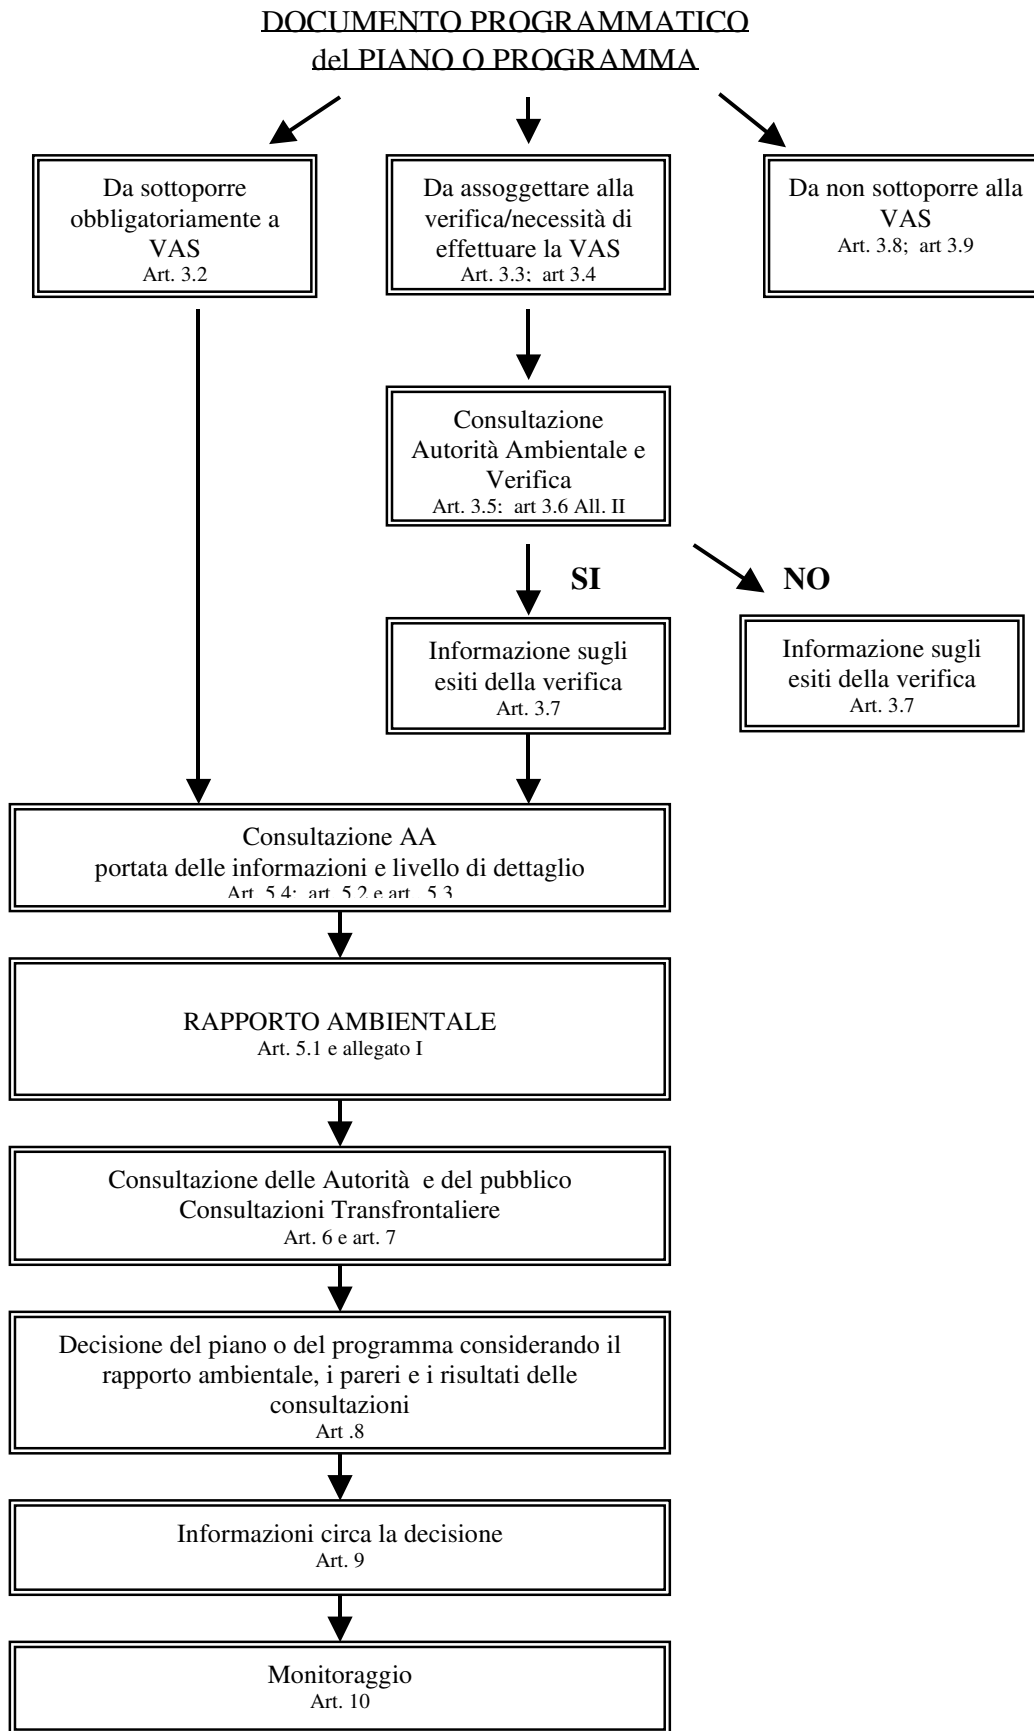 DOCUMENTO PROGRAMMATICO
del PIANO O PROGRAMMA
Da sottoporre
obbligatoriamente a
VAS
Art. 3.2
Da assoggettare alla
verifica/necessità di
effettuare la VAS
Art. 3.3; art 3.4
Da non sottoporre alla
VAS
Art. 3.8; art 3.9
Consultazione
Autorità Ambientale e
Verifica
Art. 3.5; art 3.6 All. II
SI
NO
Informazione sugli
esiti della verifica
Art. 3.7
Informazione sugli
esiti della verifica
Art. 3.7
Consultazione AA
portata delle informazioni e livello di dettaglio
Art. 5.4; art. 5.2 e art. 5.3
RAPPORTO AMBIENTALE
Art. 5.1 e allegato I
Consultazione delle Autorità e del pubblico
Consultazioni Transfrontaliere
Art. 6 e art. 7
Decisione del piano o del programma considerando il
rapporto ambientale, i pareri e i risultati delle
consultazioni
Art .8
Informazioni circa la decisione
Art. 9
Monitoraggio
Art. 10